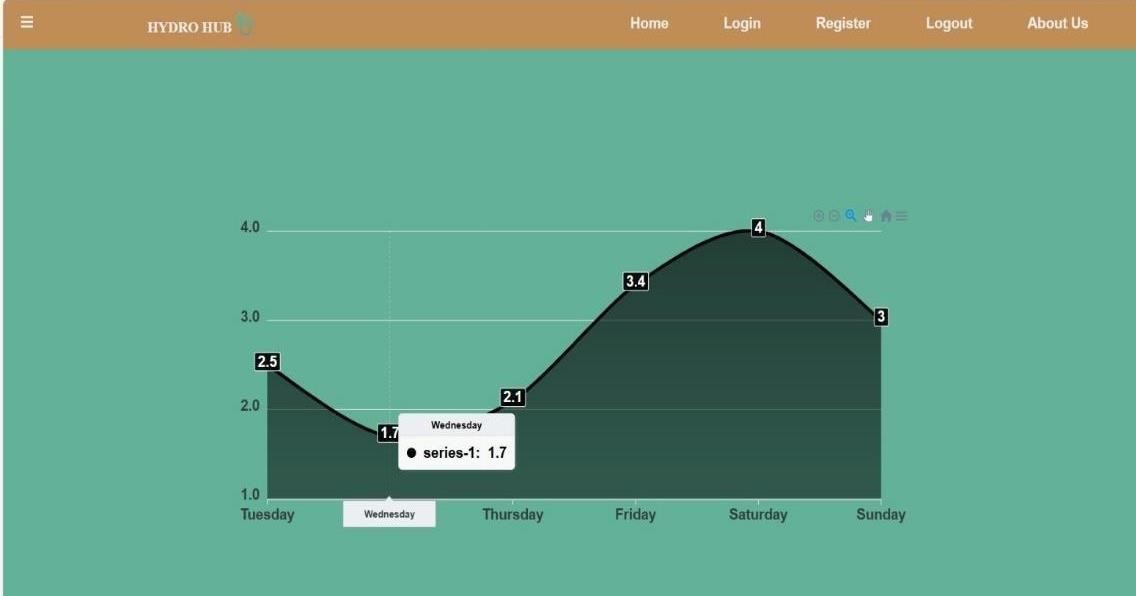 HYDRO HUB Home Login Register Logout About Us
4.0
4
3.4
3.0
3
2.5
2.1
2.0
1.7
Wednesday
series-1: 1.7
1.0
Tuesday Wednesday Thursday Friday Saturday Sunday